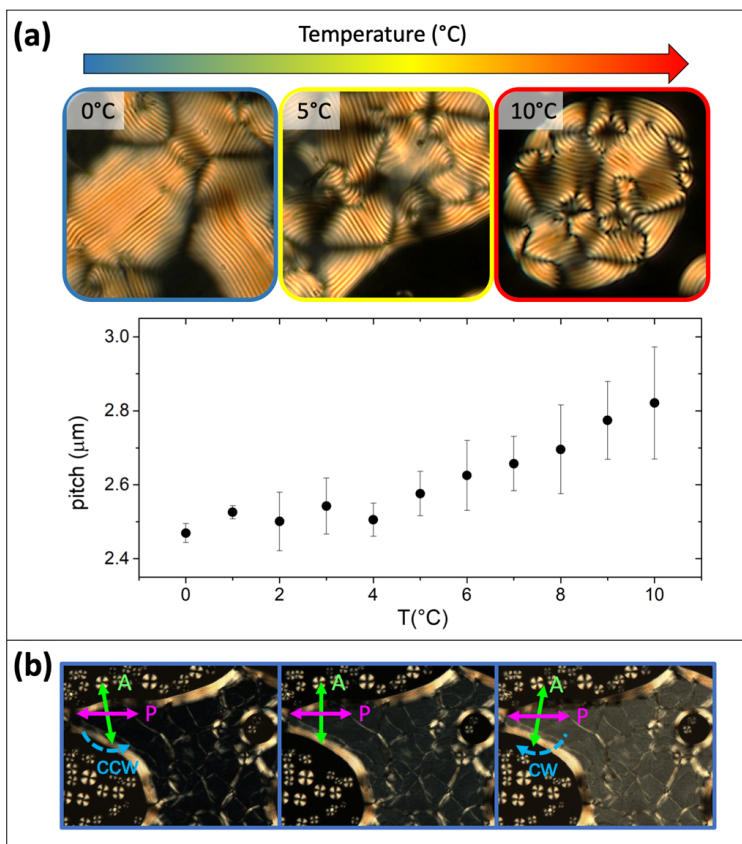 (a)
Temperature (°C)
0°C
5°C
10°C
3.0
2.8
2.6
2.4
pitch (μm)
0 2 4 6 8 10
T(°C)
(b)
A
P
CCW
A
P
A
P
CW